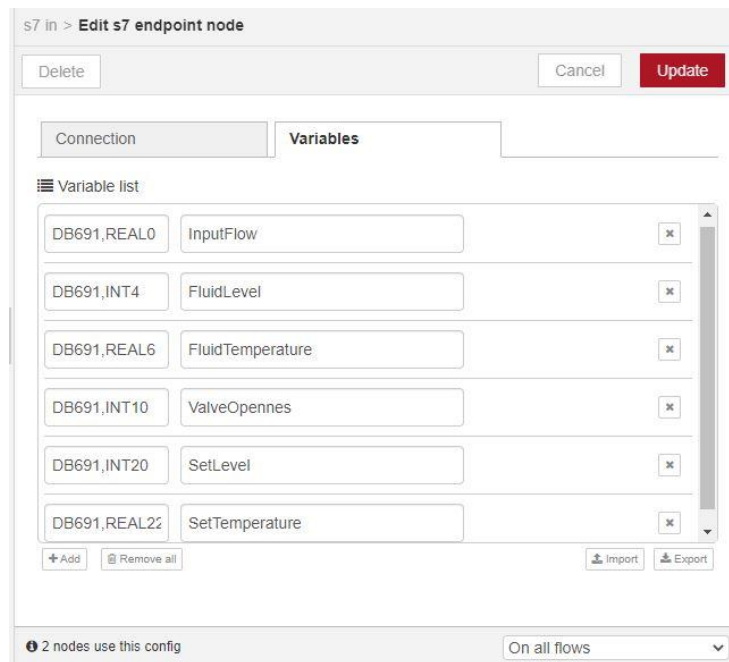 s7 in > Edit s7 endpoint node
Delete Cancel Update
Connection Variables
Variable list
DB691,REAL0 InputFlow
DB691,INT4 FluidLevel
DB691,REAL6 FluidTemperature
DB691,INT10 ValveOpennes
DB691,INT20 SetLevel
DB691,REAL22 SetTemperature
+ Add Remove all Import Export
2 nodes use this config On all flows